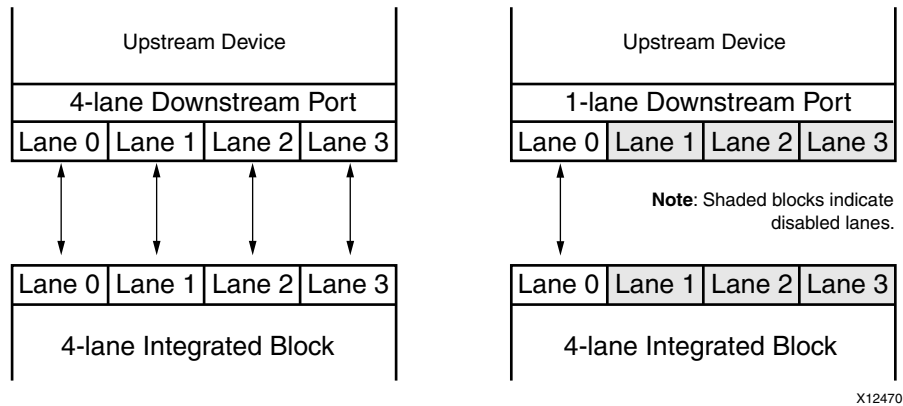 Upstream Device
4-lane Downstream Port
Lane 0 Lane 1 Lane 2 Lane 3
Lane 0 Lane 1 Lane 2 Lane 3
4-lane Integrated Block
Upstream Device
1-lane Downstream Port
Lane 0 Lane 1 Lane 2 Lane 3
Note: Shaded blocks indicate
disabled lanes.
Lane 0 Lane 1 Lane 2 Lane 3
4-lane Integrated Block
X12470